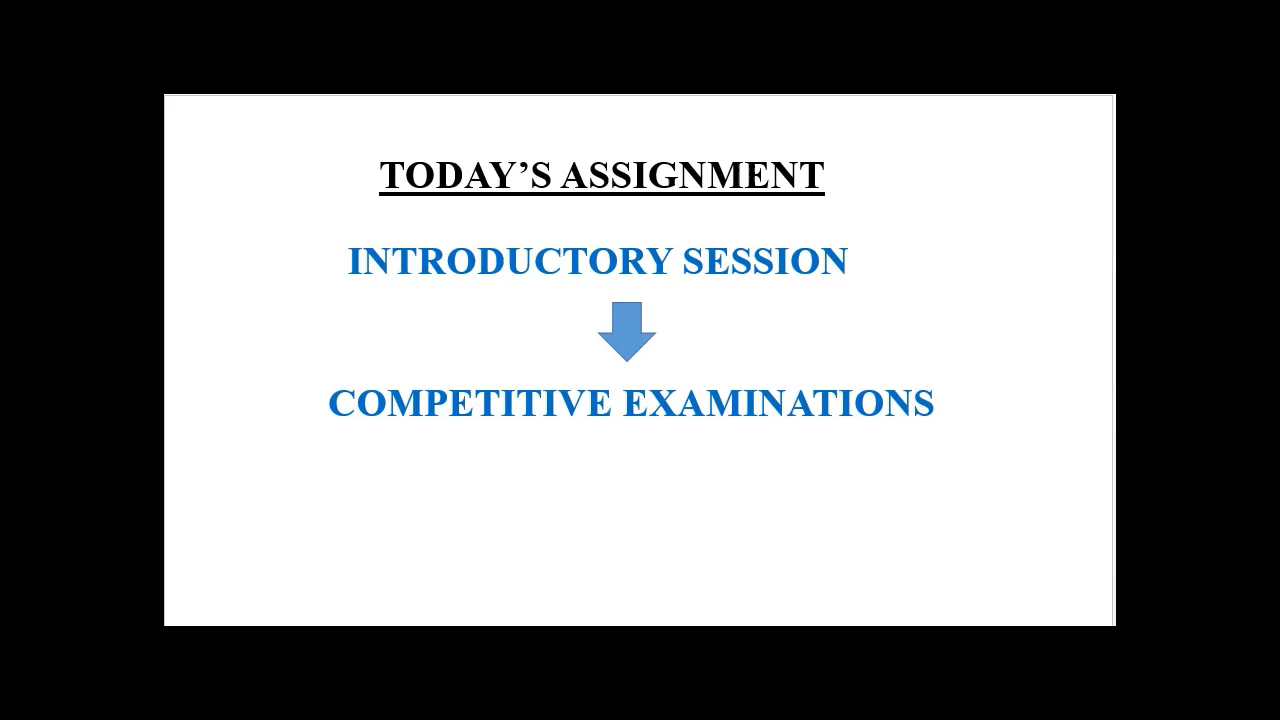 TODAY’S ASSIGNMENT
INTRODUCTORY SESSION
COMPETITIVE EXAMINATIONS